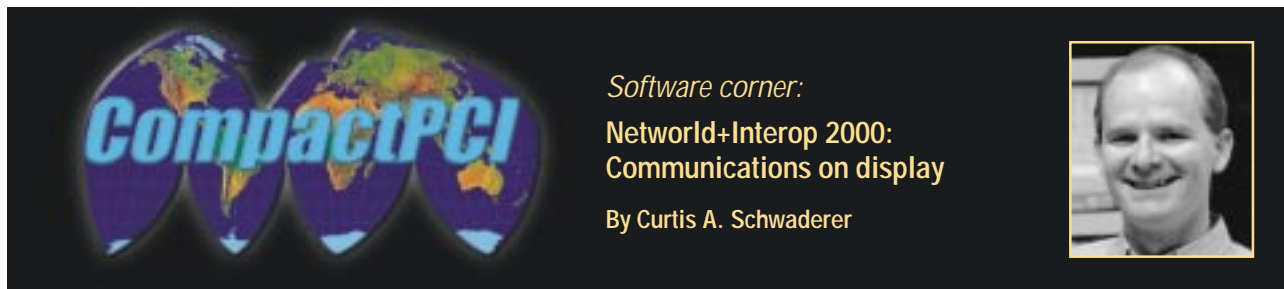 CompactPCI
Software corner:
Networld+Interop 2000:
Communications on display
By Curtis A. Schwaderer